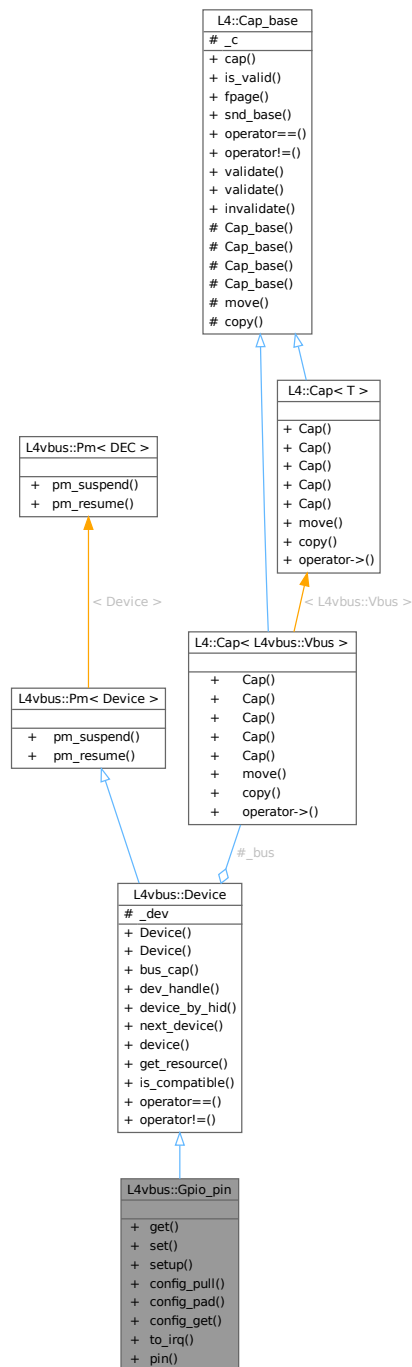 L4::Cap_base
# _c
+ cap()
+ is_valid()
+ fpage()
+ snd_base()
+ operator==()
+ operator!=()
+ validate()
+ validate()
+ invalidate()
# Cap_base()
# Cap_base()
# Cap_base()
# Cap_base()
# move()
# copy()
L4::Cap< T >
+ Cap()
+ Cap()
+ Cap()
+ Cap()
+ Cap()
+ move()
+ copy()
+ operator->()
L4vbus::Pm< DEC >
+ pm_suspend()
+ pm_resume()
< Device >
< L4vbus::Vbus >
L4::Cap< L4vbus::Vbus >
+ Cap()
+ Cap()
+ Cap()
+ Cap()
+ Cap()
+ move()
+ copy()
+ operator->()
L4vbus::Pm< Device >
+ pm_suspend()
+ pm_resume()
#_bus
L4vbus::Device
# _dev
+ Device()
+ Device()
+ bus_cap()
+ dev_handle()
+ device_by_hid()
+ next_device()
+ device()
+ get_resource()
+ is_compatible()
+ operator==()
+ operator!=()
L4vbus::Gpio_pin
+ get()
+ set()
+ setup()
+ config_pull()
+ config_pad()
+ config_get()
+ to_irq()
+ pin()